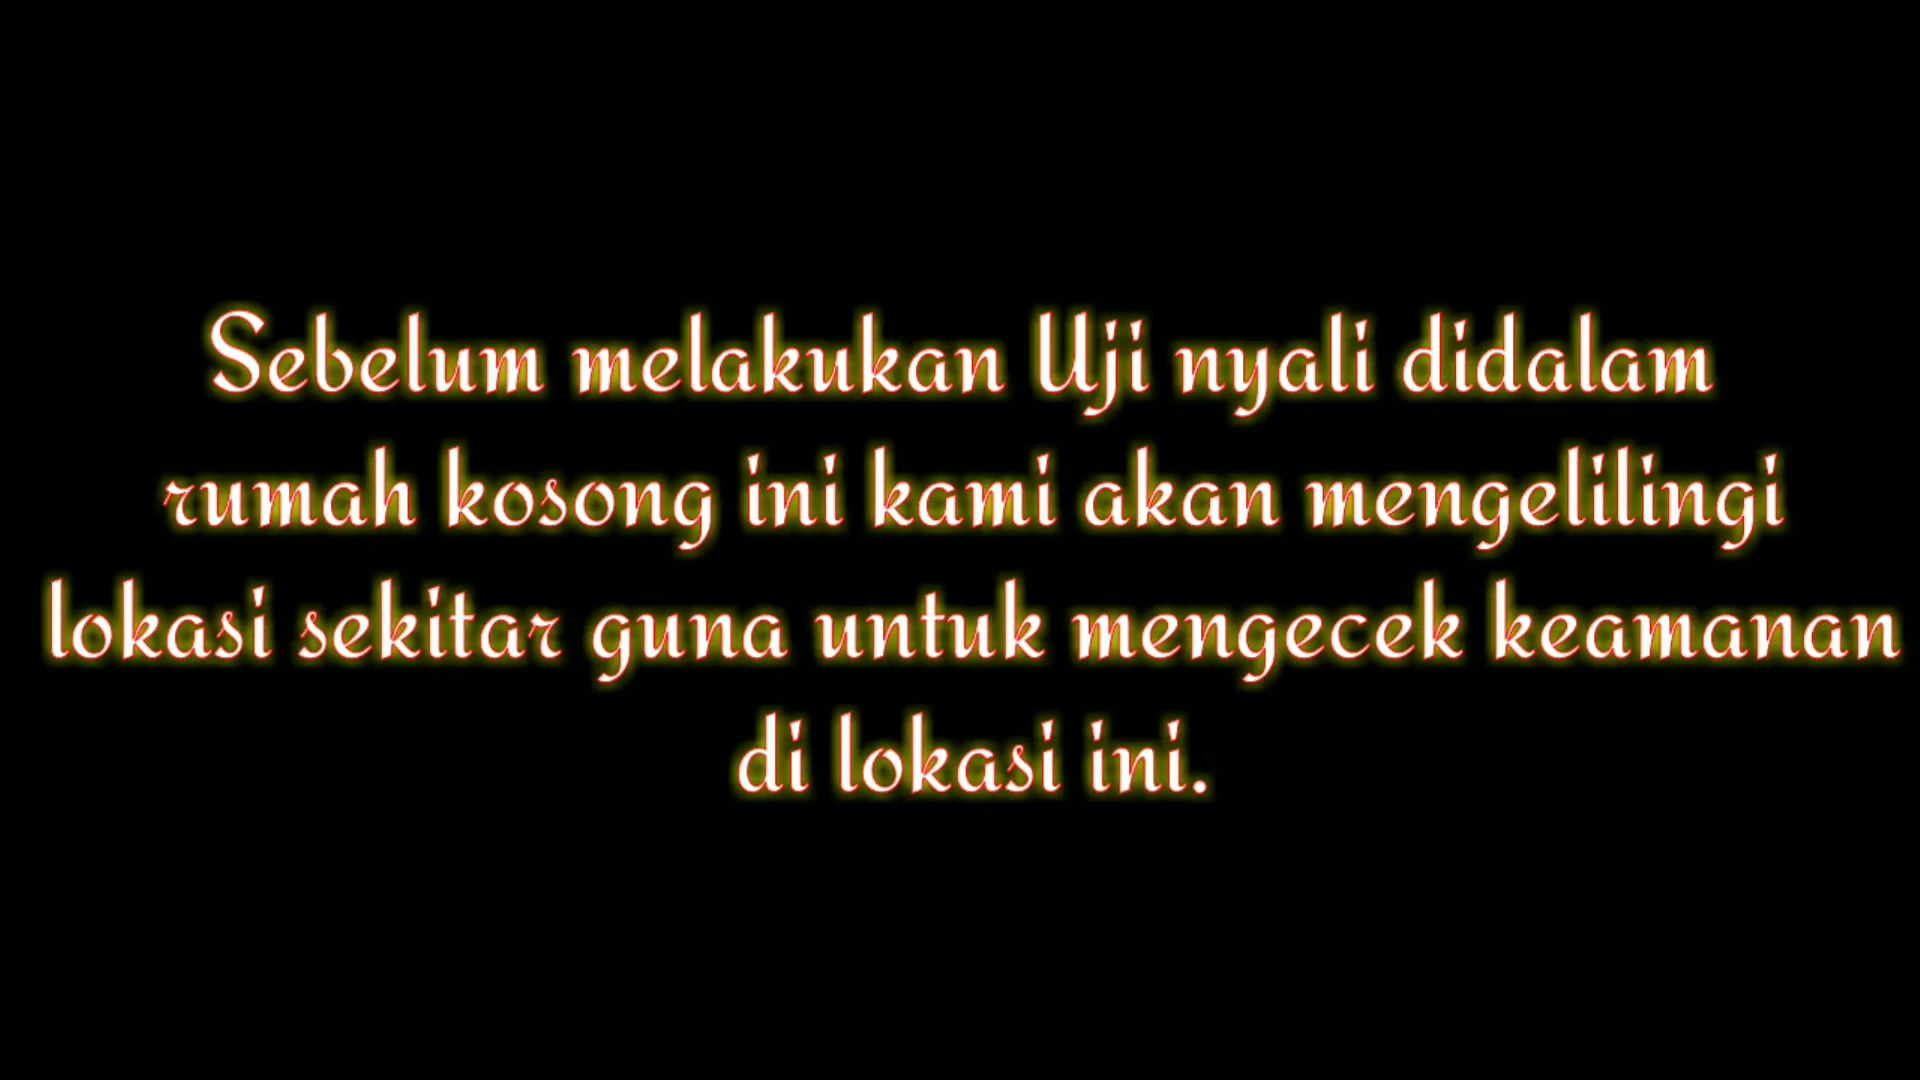 Sebelum melakukan Uji nyali didalam
rumah kosong ini kami akan mengelilingi
lokasi sekitar guna untuk mengecek keamanan
di lokasi ini.